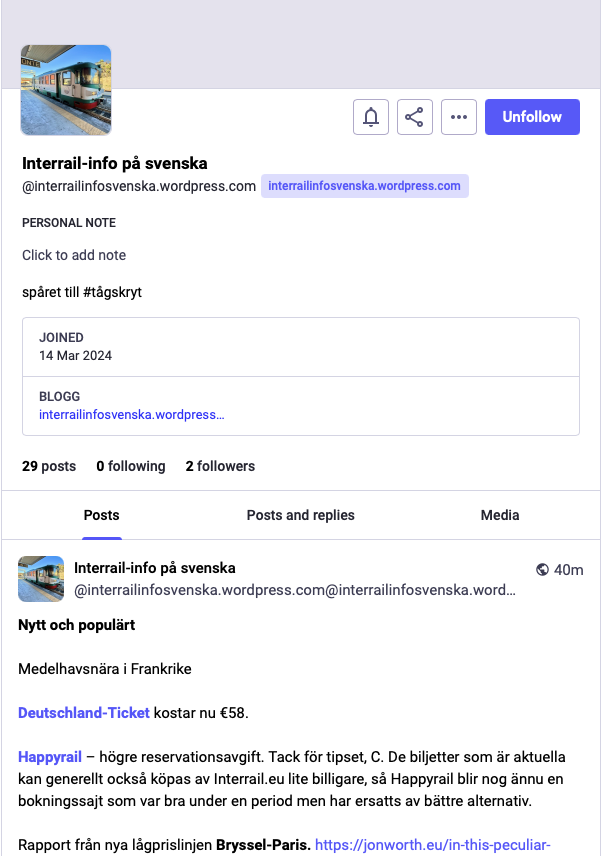 Unfollow
Interrail-info på svenska
@interrailinfosvenska.wordpress.com interrailinfosvenska.wordpress.com
PERSONAL NOTE
Click to add note
spåret till #tågskryt
JOINED
14 Mar 2024
BLOGG
interrailinfosvenska.wordpress…
29 posts 0 following 2 followers
Posts Posts and replies Media
Interrail-info på svenska 40m
@interrailinfosvenska.wordpress.com@interrailinfosvenska.word…
Nytt och populärt
Medelhavsnära i Frankrike
Deutschland-Ticket kostar nu €58.
Happyrail – högre reservationsavgift. Tack för tipset, C. De biljetter som är aktuella
kan generellt också köpas av Interrail.eu lite billigare, så Happyrail blir nog ännu en
bokningssajt som var bra under en period men har ersatts av bättre alternativ.
Rapport från nya lågprislinjen Bryssel-Paris. https://jonworth.eu/in-this-peculiar-